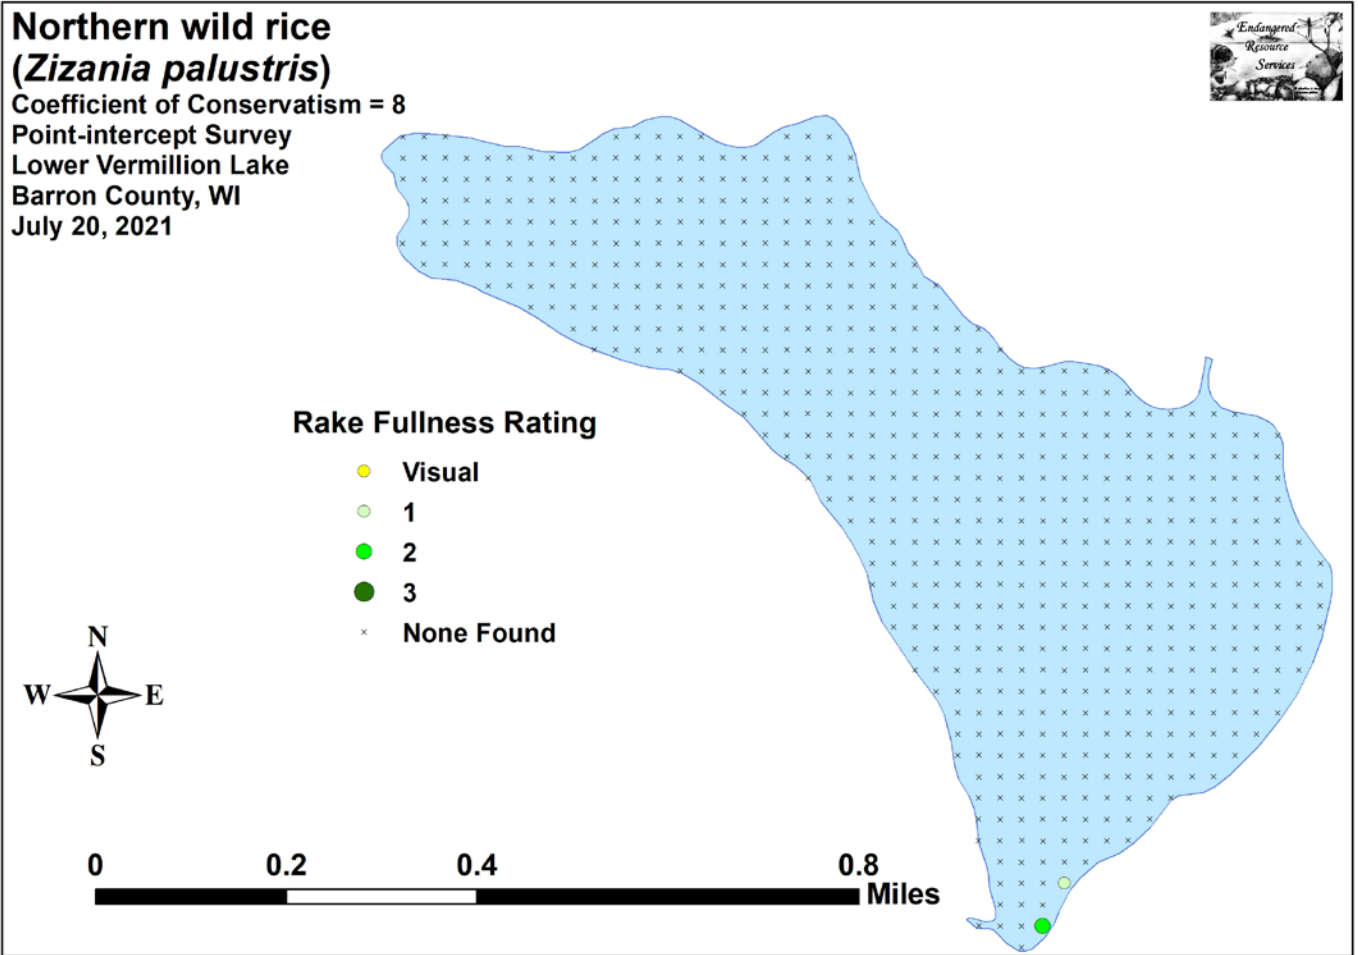 Northern wild rice
(Zizania palustris)
Coefficient of Conservatism = 8
Point-intercept Survey
Lower Vermillion Lake
Barron County, WI
July 20, 2021
Endangered
Resource
Services
Rake Fullness Rating
Visual
1
2
3
None Found
N
W E
S
0 0.2 0.4 0.8
Miles